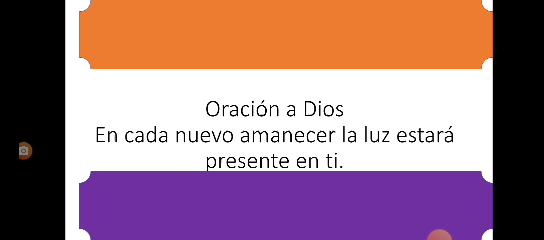 Oración a Dios
En cada nuevo amanecer la luz estará
presente en ti.